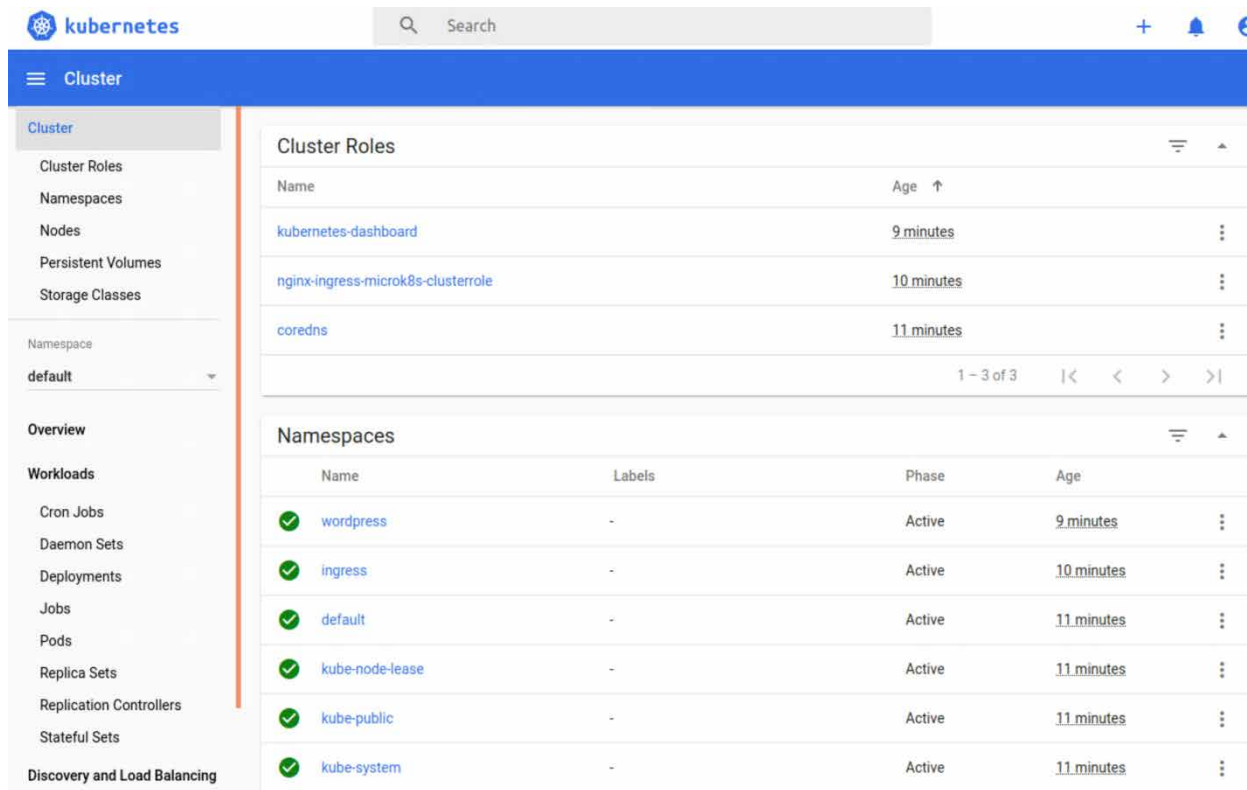 kubernetes
Search
Cluster
Cluster
Cluster Roles
Namespaces
Nodes
Persistent Volumes
Storage Classes
Namespace
default
Overview
Workloads
Cron Jobs
Daemon Sets
Deployments
Jobs
Pods
Replica Sets
Replication Controllers
Stateful Sets
Discovery and Load Balancing
Cluster Roles
Name Age
kubernetes-dashboard 9 minutes
nginx-ingress-microk8s-clusterrole 10 minutes
coredns 11 minutes
1 – 3 of 3
Namespaces
Name Labels Phase Age
wordpress - Active 9 minutes
ingress - Active 10 minutes
default - Active 11 minutes
kube-node-lease - Active 11 minutes
kube-public - Active 11 minutes
kube-system - Active 11 minutes